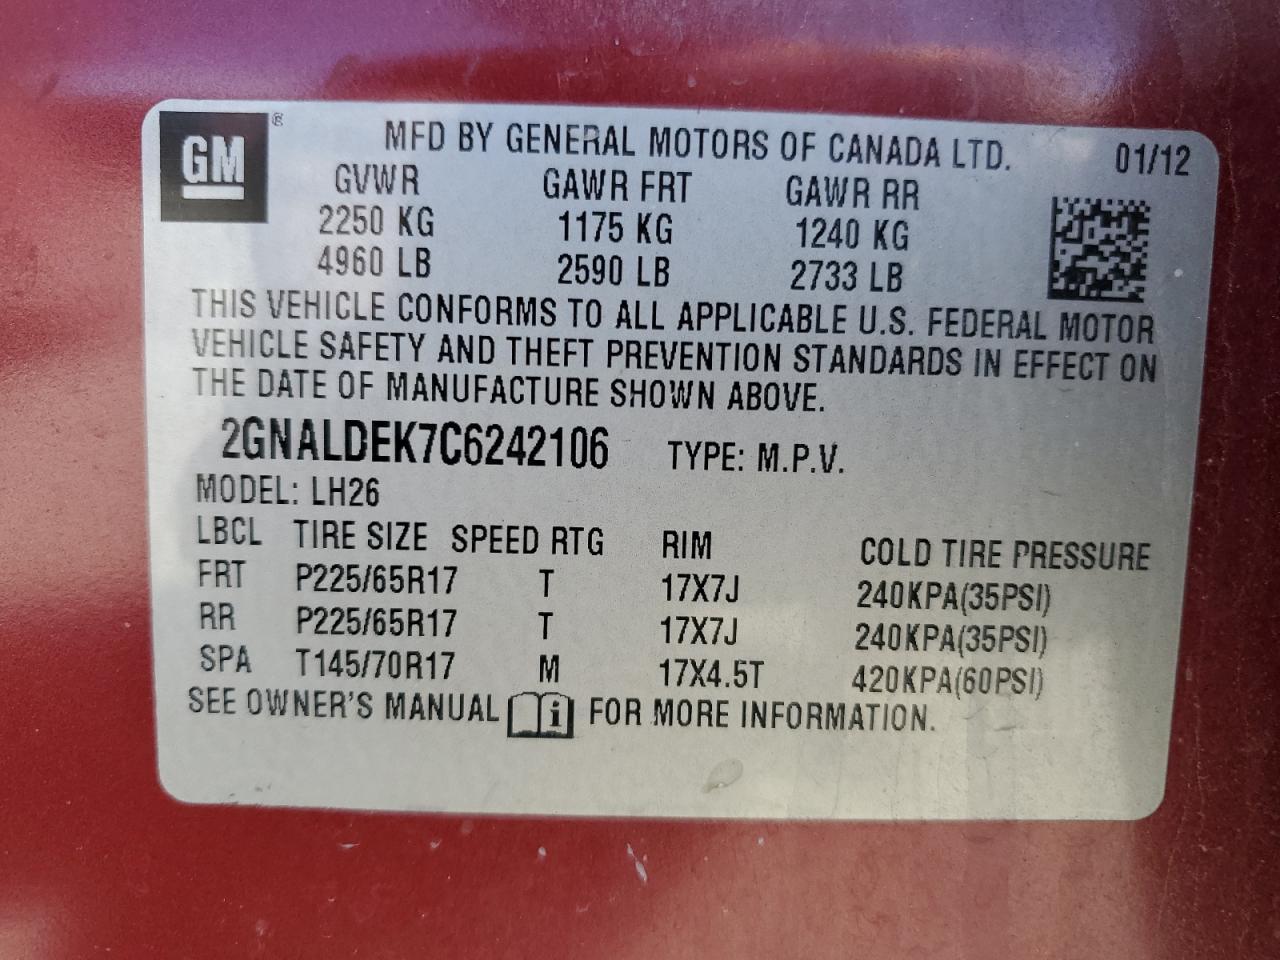 GM ®
MFD BY GENERAL MOTORS OF CANADA LTD. 01/12
GVWR GAWR FRT GAWR RR
2250 KG 1175 KG 1240 KG
4960 LB 2590 LB 2733 LB
THIS VEHICLE CONFORMS TO ALL APPLICABLE U.S. FEDERAL MOTOR
VEHICLE SAFETY AND THEFT PREVENTION STANDARDS IN EFFECT ON
THE DATE OF MANUFACTURE SHOWN ABOVE.
2GNALDEK7C6242106 TYPE: M.P.V.
MODEL: LH26
LBCL TIRE SIZE SPEED RTG RIM COLD TIRE PRESSURE
FRT P225/65R17 T 17X7J 240KPA(35PSI)
RR P225/65R17 T 17X7J 240KPA(35PSI)
SPA T145/70R17 M 17X4.5T 420KPA(60PSI)
SEE OWNER'S MANUAL i FOR MORE INFORMATION.